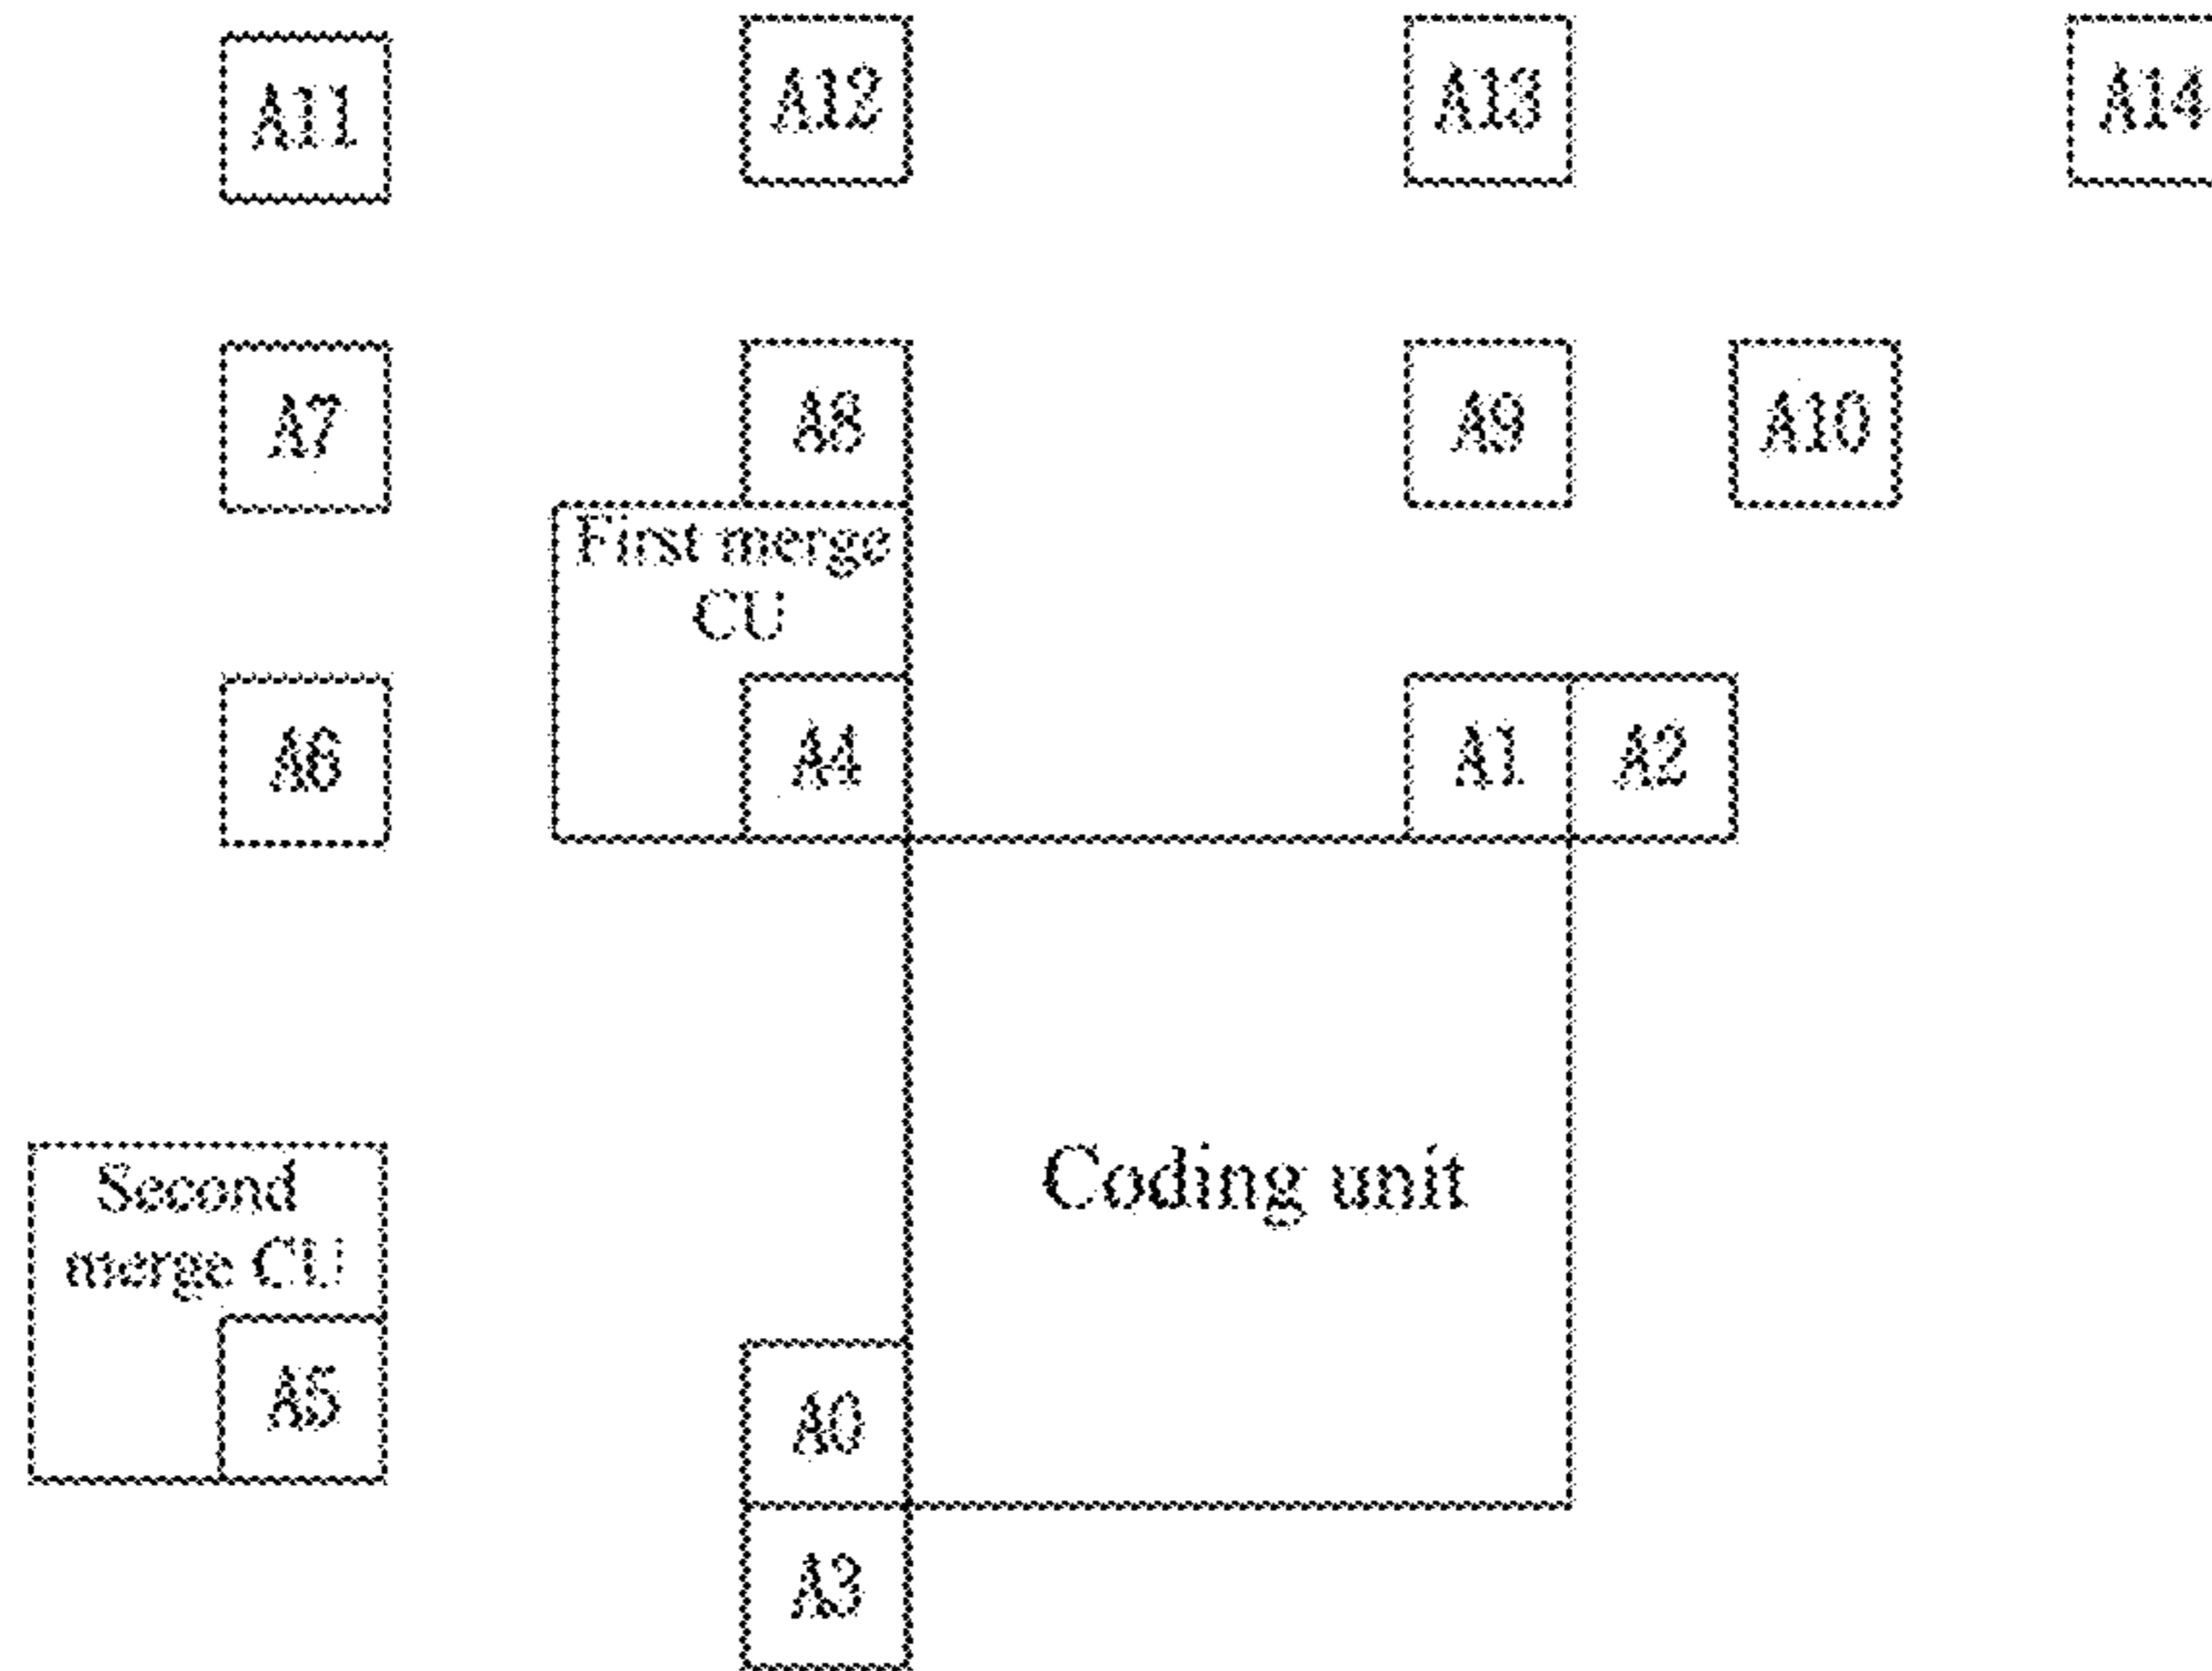 A11
A12
A13
A14
A7
A8
A9
A10
First merge
CU
A6
A4
A1
A2
Second
merge CU
Coding unit
A5
A0
A3